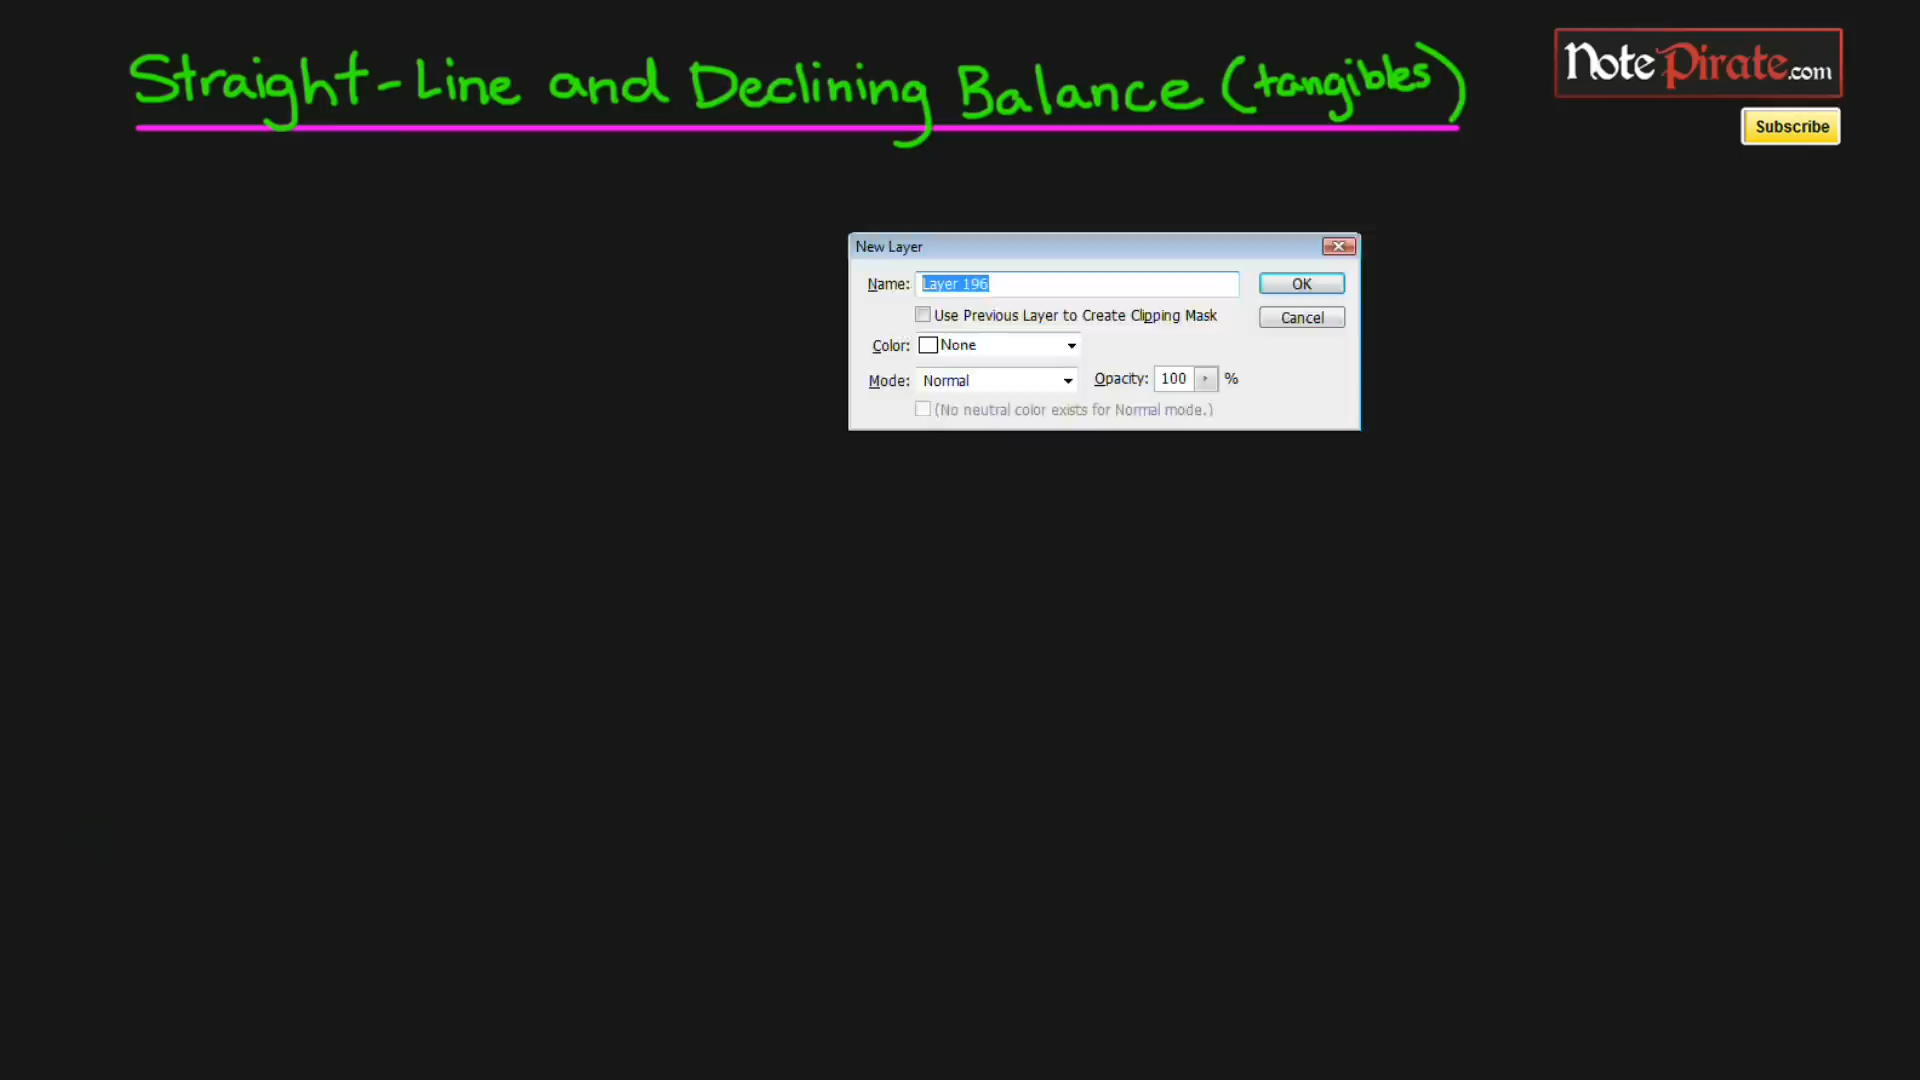 Straight-Line and Declining Balance (tangibles)
NotePirate.com
Subscribe
New Layer
Name: Layer 196
OK
Use Previous Layer to Create Clipping Mask
Cancel
Color: None
Mode: Normal Opacity: 100 %
(No neutral color exists for Normal mode.)